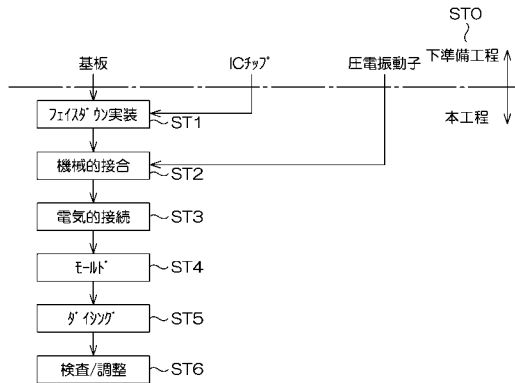 ST0
下準備工程
基板 ICチップ 圧電振動子
本工程
フェイスダウン実装 ST1
機械的接合 ST2
電気的接続 ST3
モールド ST4
ダイシング ST5
検査/調整 ST6